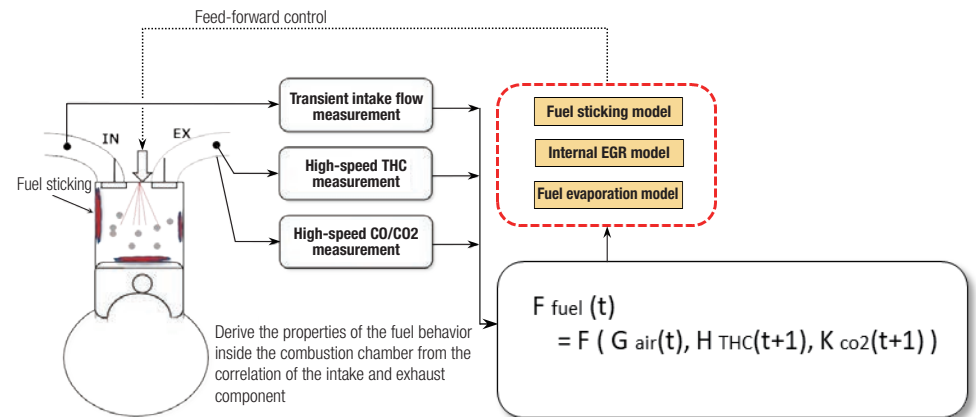 Feed-forward control
Transient intake flow
measurement
IN
EX
High-speed THC
measurement
Fuel sticking
High-speed CO/CO2
measurement
Fuel sticking model
Internal EGR model
Fuel evaporation model
Derive the properties of the fuel behavior
inside the combustion chamber from the
correlation of the intake and exhaust
component
F fuel (t)
= F ( G air(t), H THC(t+1), K co2(t+1) )